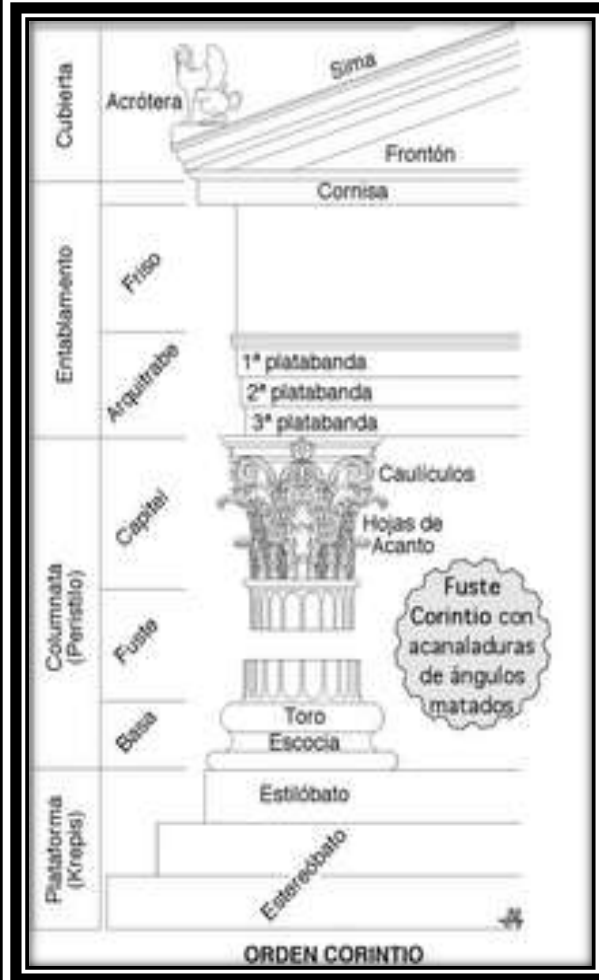 Cubierta
Acrótera
Sima
Frontón
Entablamento
Cornisa
Friso
Arquitrabe
1ª platabanda
2ª platabanda
3ª platabanda
Columnata
(Peristilo)
Capitel
Caulículos
Hojas de
Acanto
Fuste
Fuste
Corintio con
acanaladuras
de ángulos
matados
Basa
Toro
Escocia
Plataforma
(Krepis)
Estilóbato
Estereóbato
ORDEN CORINTIO